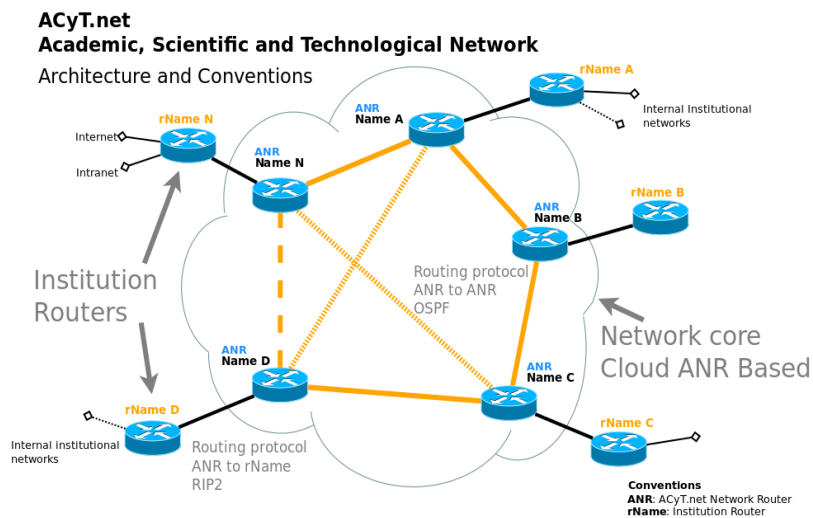 ACyT.net
Academic, Scientific and Technological Network
Architecture and Conventions
rName A
ANR
Name A
Internal Institutional
networks
rName N
Internet
Intranet
ANR
Name N
rName B
ANR
Name B
Institution
Routers
Routing protocol
ANR to ANR
OSPF
Network core
Cloud ANR Based
ANR
Name D
ANR
Name C
rName D
Internal institutional
networks
Routing protocol
ANR to rName
RIP2
rName C
Conventions
ANR: ACyT.net Network Router
rName: Institution Router